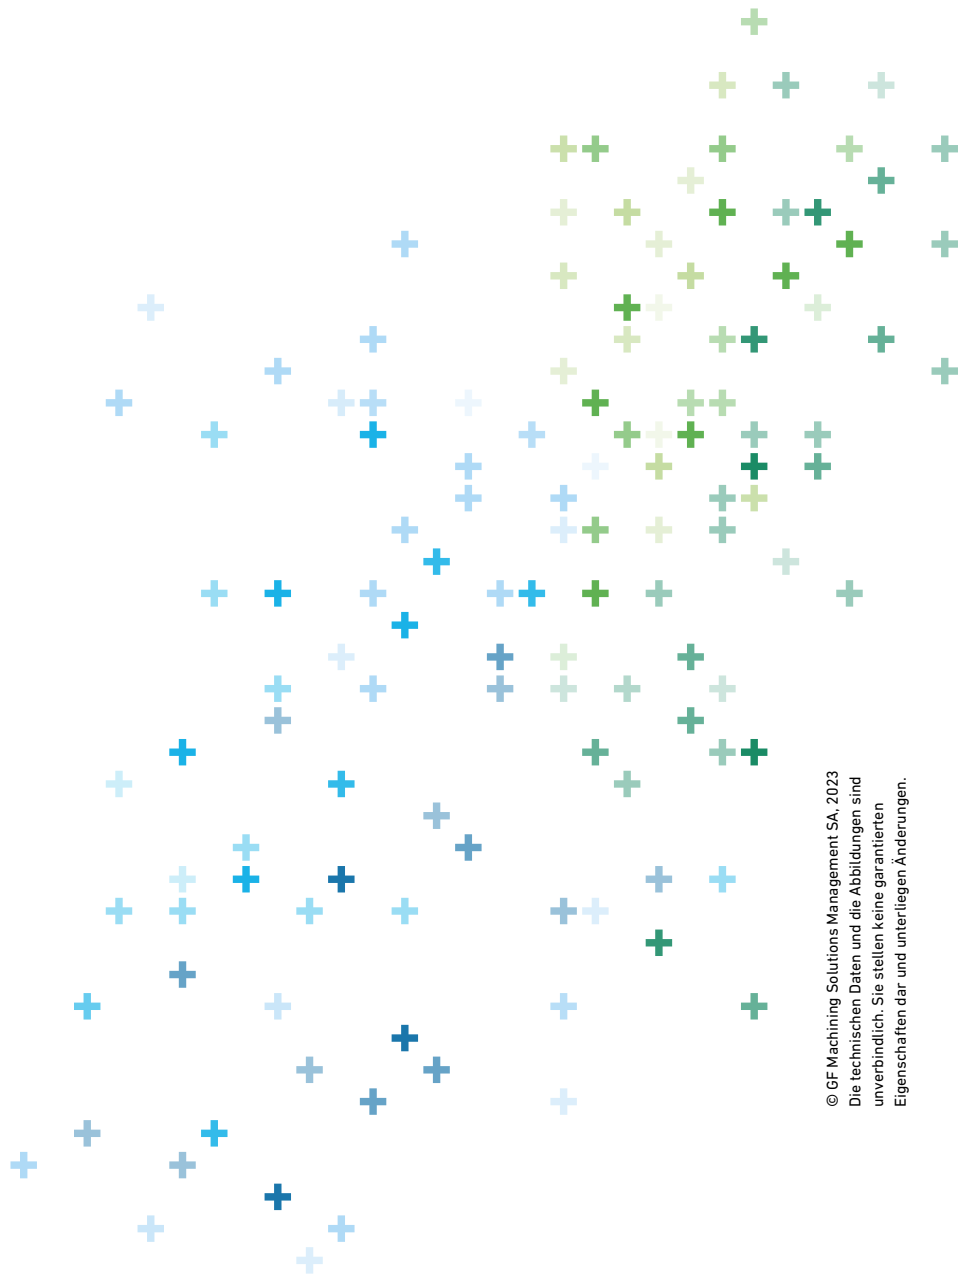 © GF Machining Solutions Management SA, 2023
Die technischen Daten und die Abbildungen sind
unverbindlich. Sie stellen keine garantierten
Eigenschaften dar und unterliegen Änderungen.